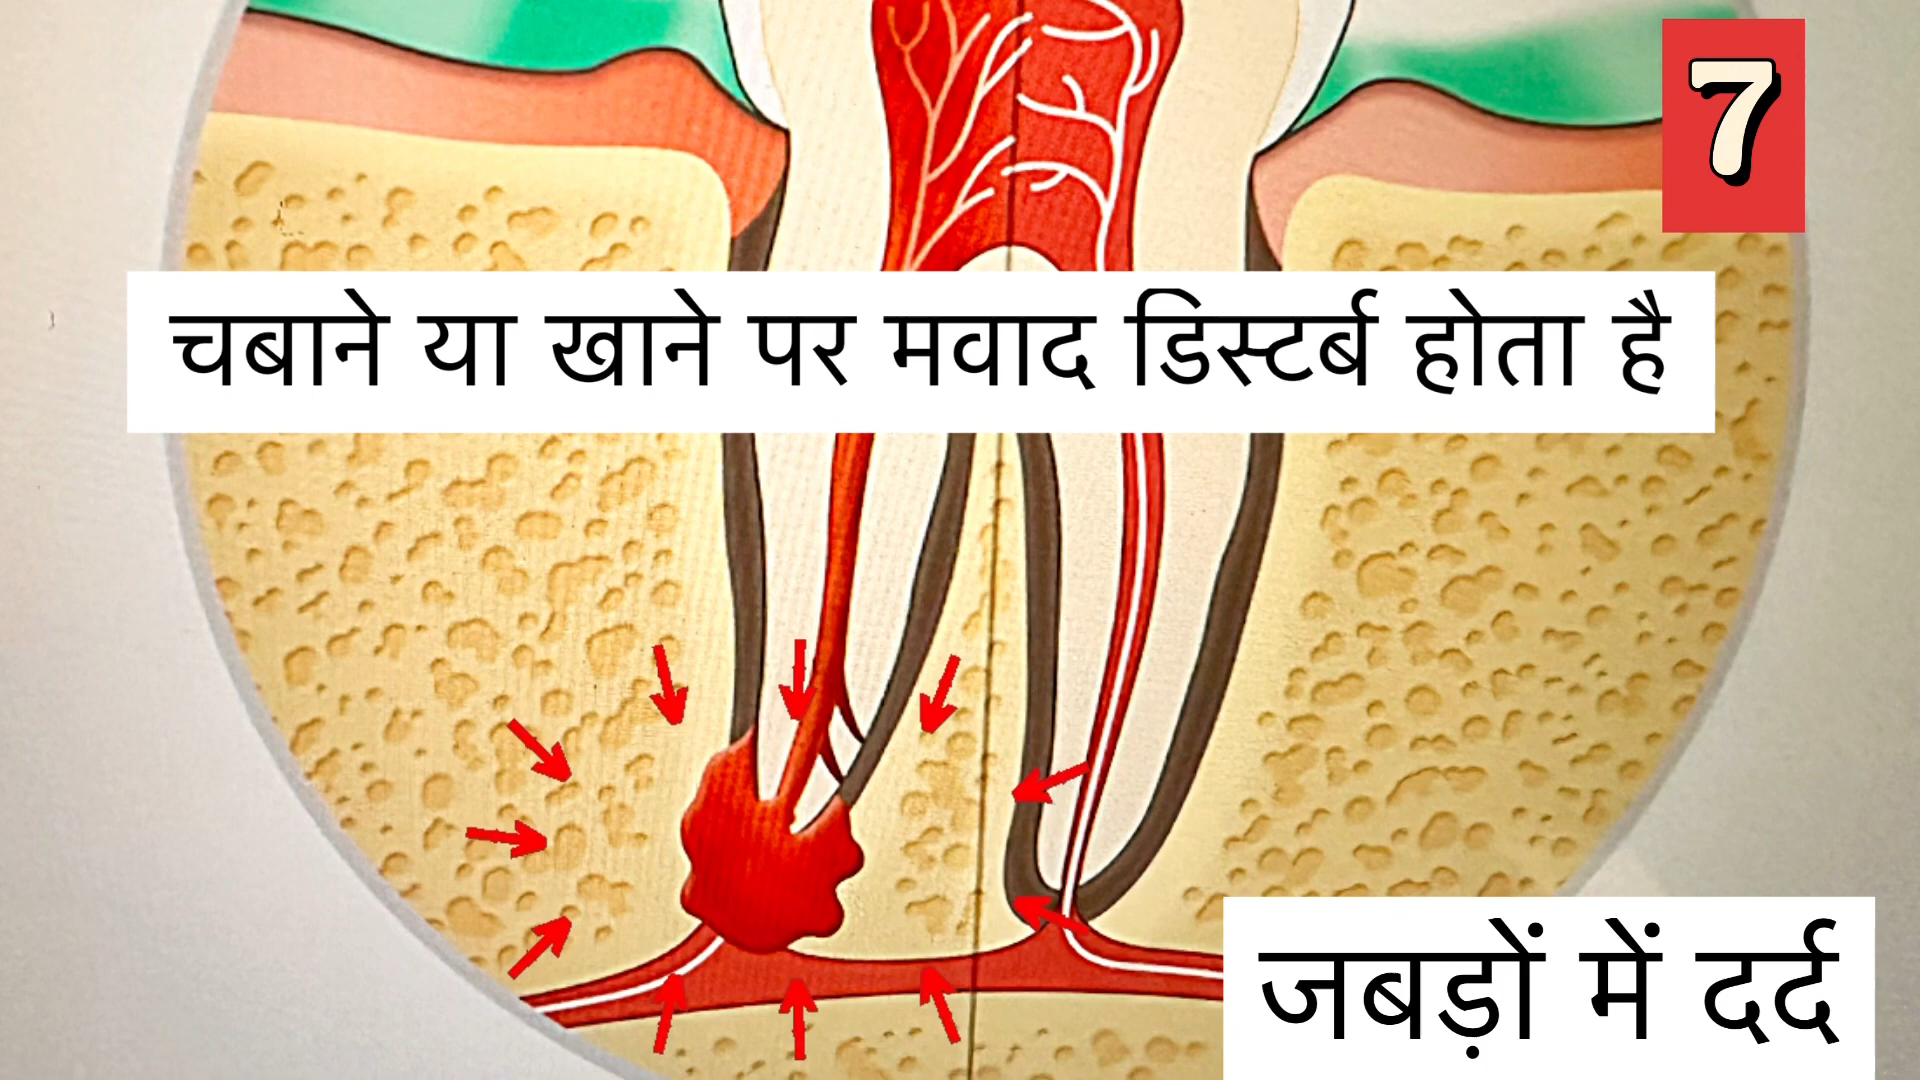 7
चबाने या खाने पर मवाद डिस्टर्ब होता है
जबड़ों में दर्द